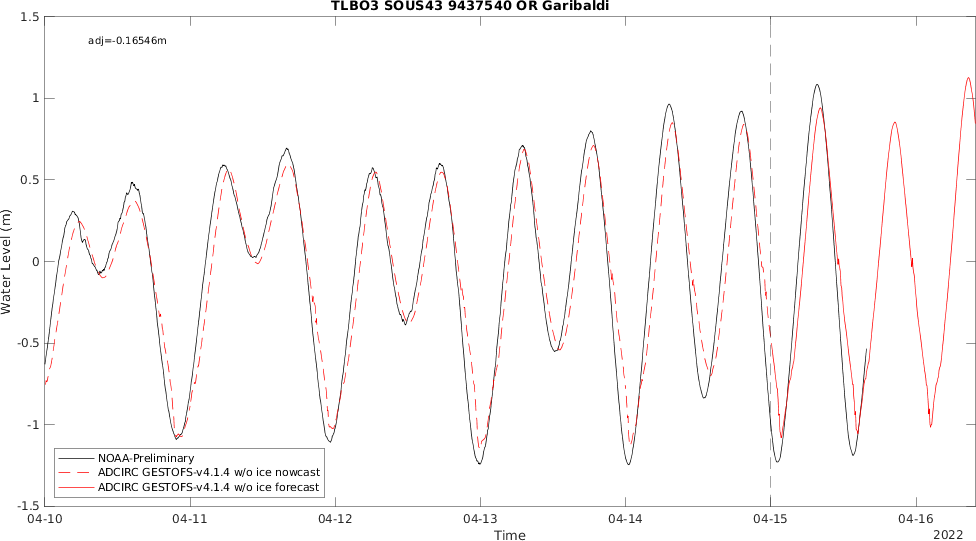 TLBO3 SOUS43 9437540 OR Garibaldi
adj=-0.16546m
1.5
1
0.5
0
-0.5
-1
-1.5
Water Level (m)
NOAA-Preliminary
ADCIRC GESTOFS-v4.1.4 w/o ice nowcast
ADCIRC GESTOFS-v4.1.4 w/o ice forecast
04-10 04-11 04-12 04-13 04-14 04-15 04-16
Time
2022